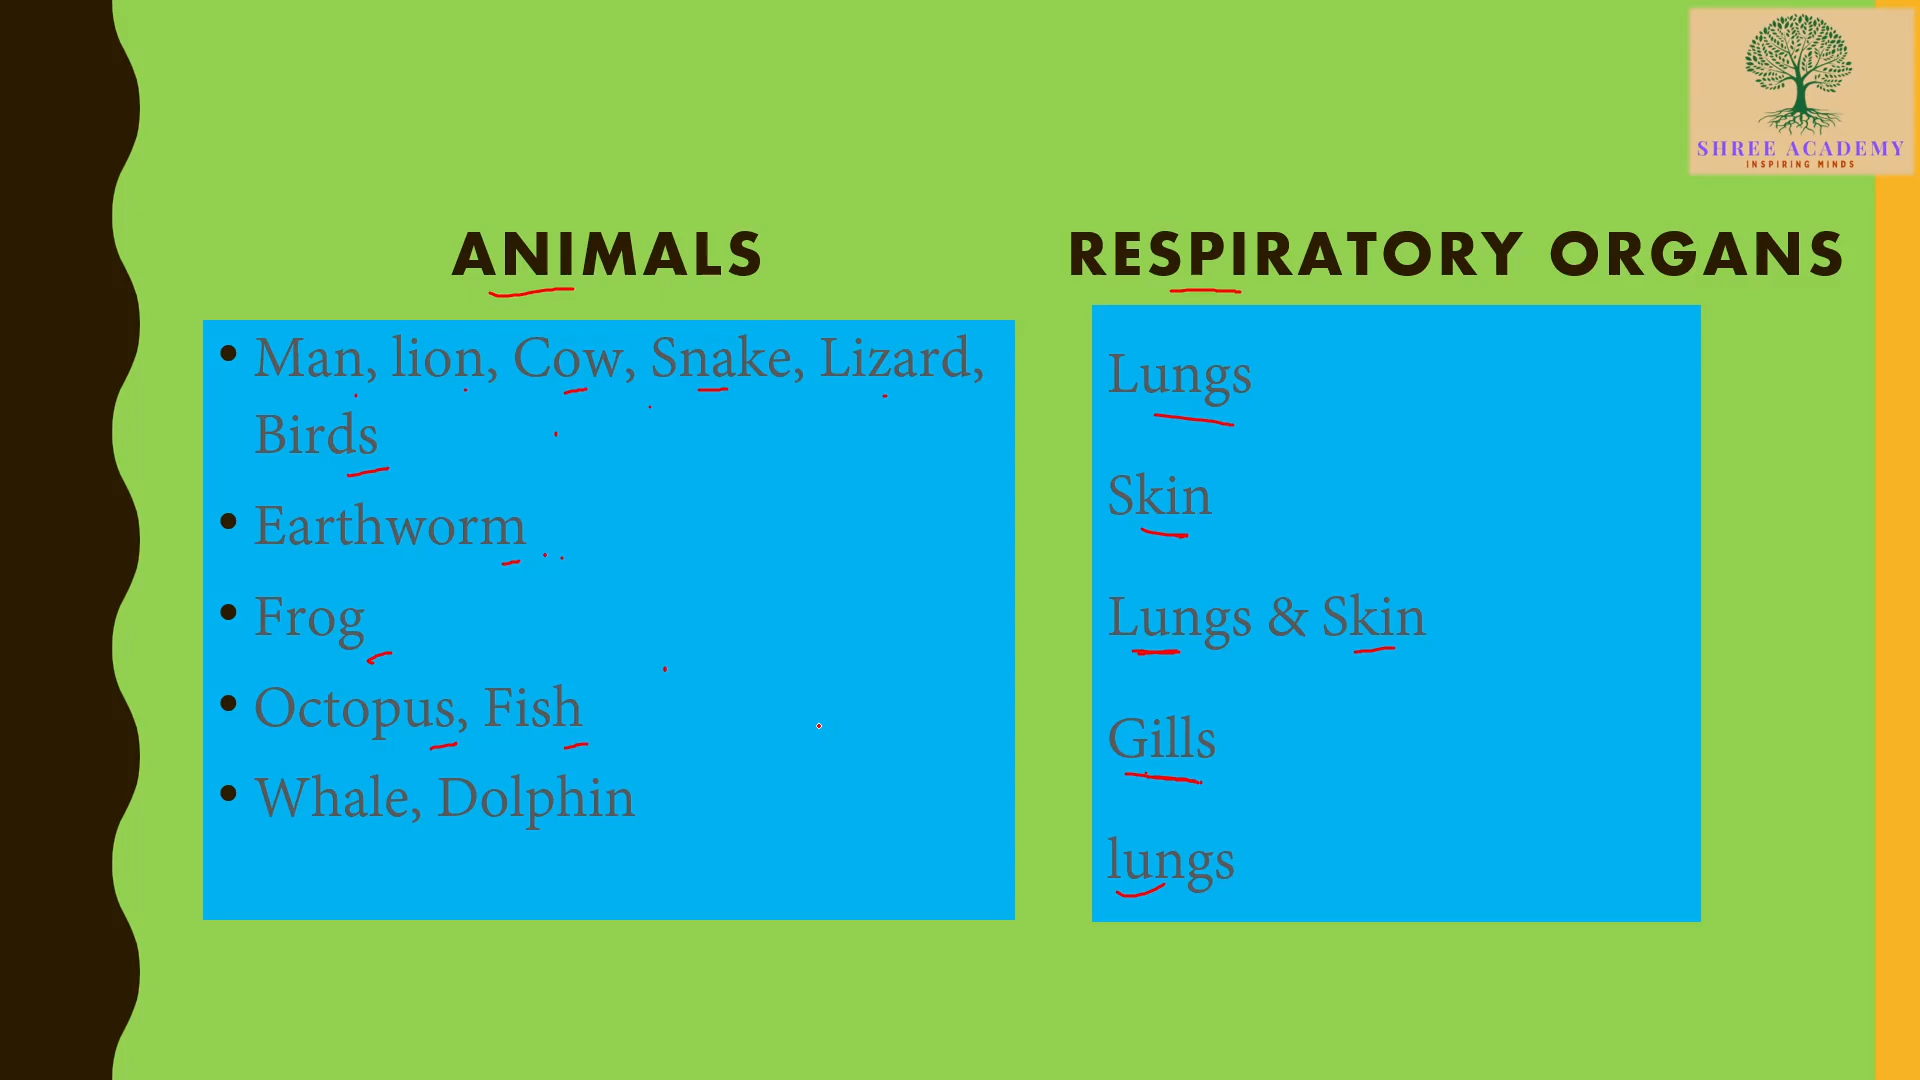 SHREE ACADEMY
INSPIRING MINDS
ANIMALS
• Man, lion, Cow, Snake, Lizard,
Birds
• Earthworm
• Frog
• Octopus, Fish
• Whale, Dolphin
RESPIRATORY ORGANS
Lungs
Skin
Lungs & Skin
Gills
lungs